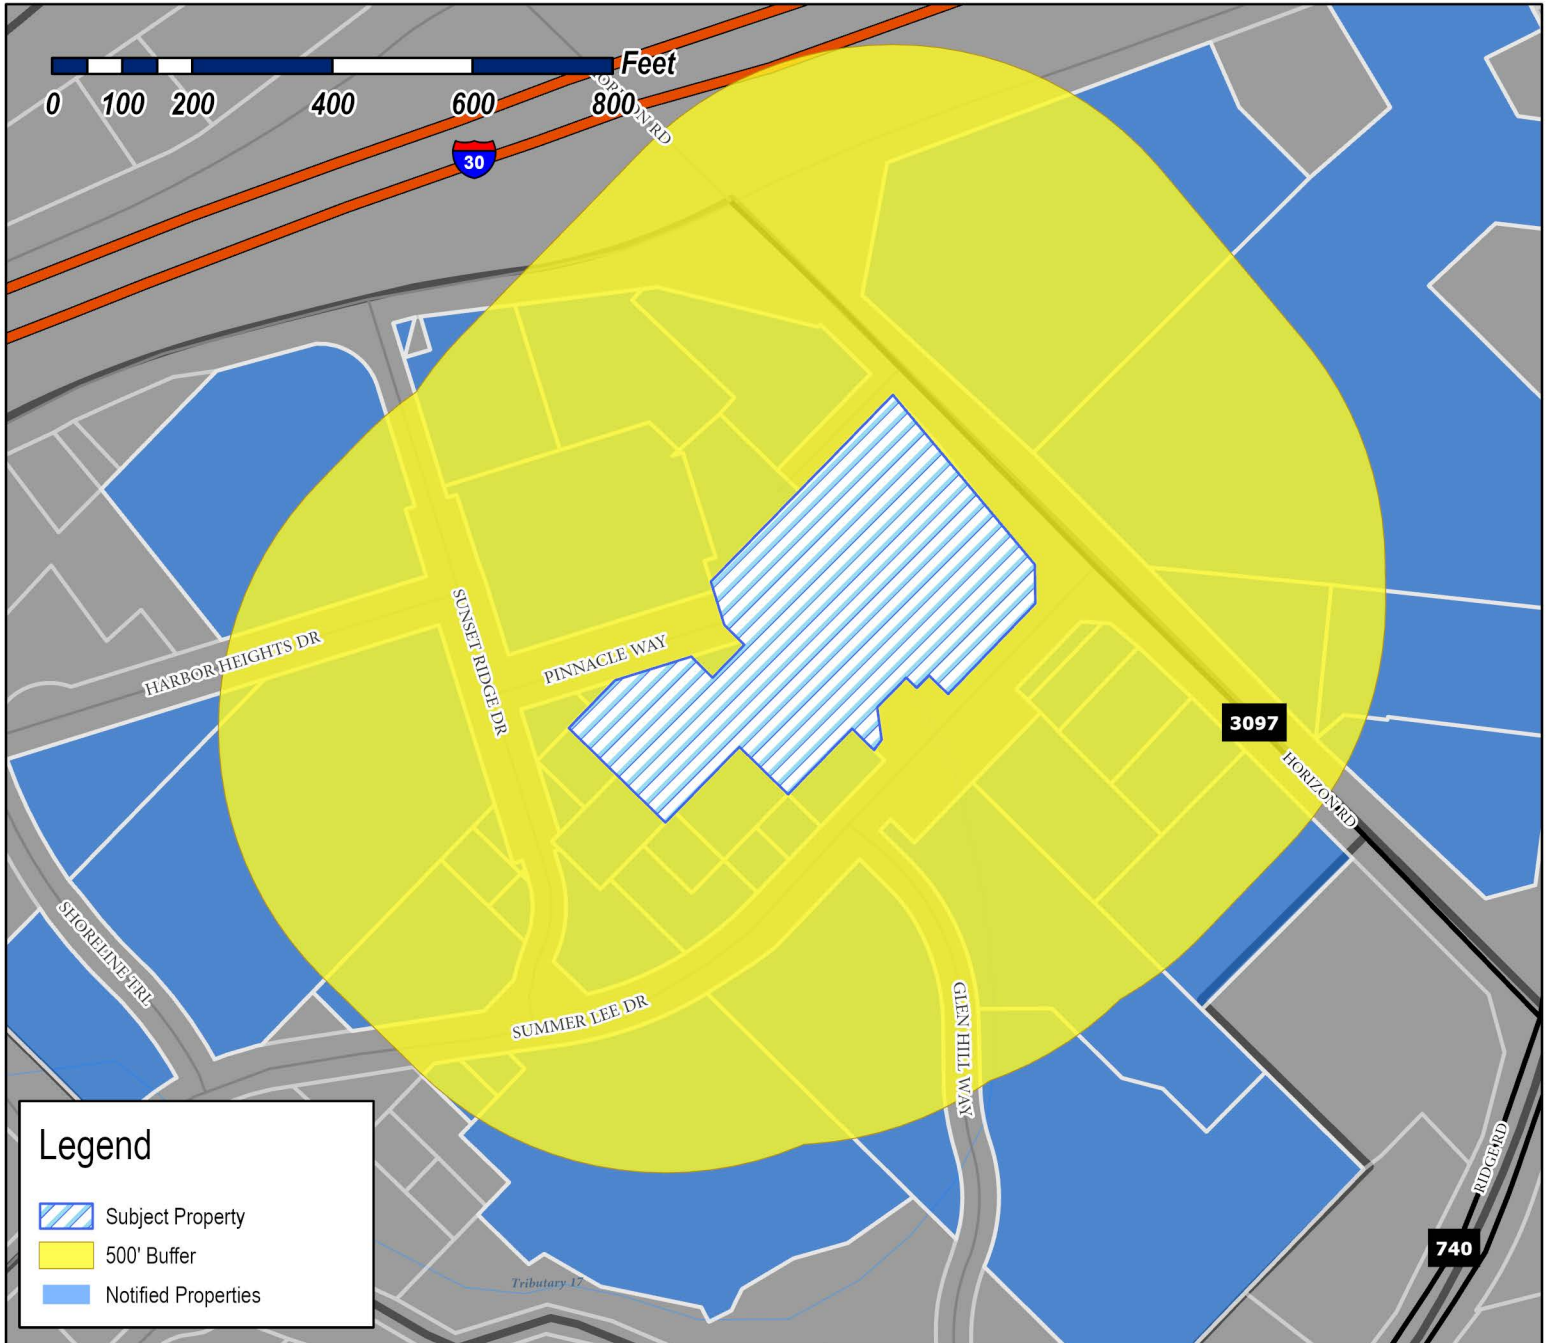 Feet
0 100 200 400 600 800
HORIZON RD
30
HARBOR HEIGHTS DR
SUNSET RIDGE DR
PINNACLE WAY
3097
HORIZON RD
SHORELINE TRL
SUMMER LEE DR
GLEN HILL WAY
RIDGE RD
740
Tributary 17
Legend
Subject Property
500' Buffer
Notified Properties